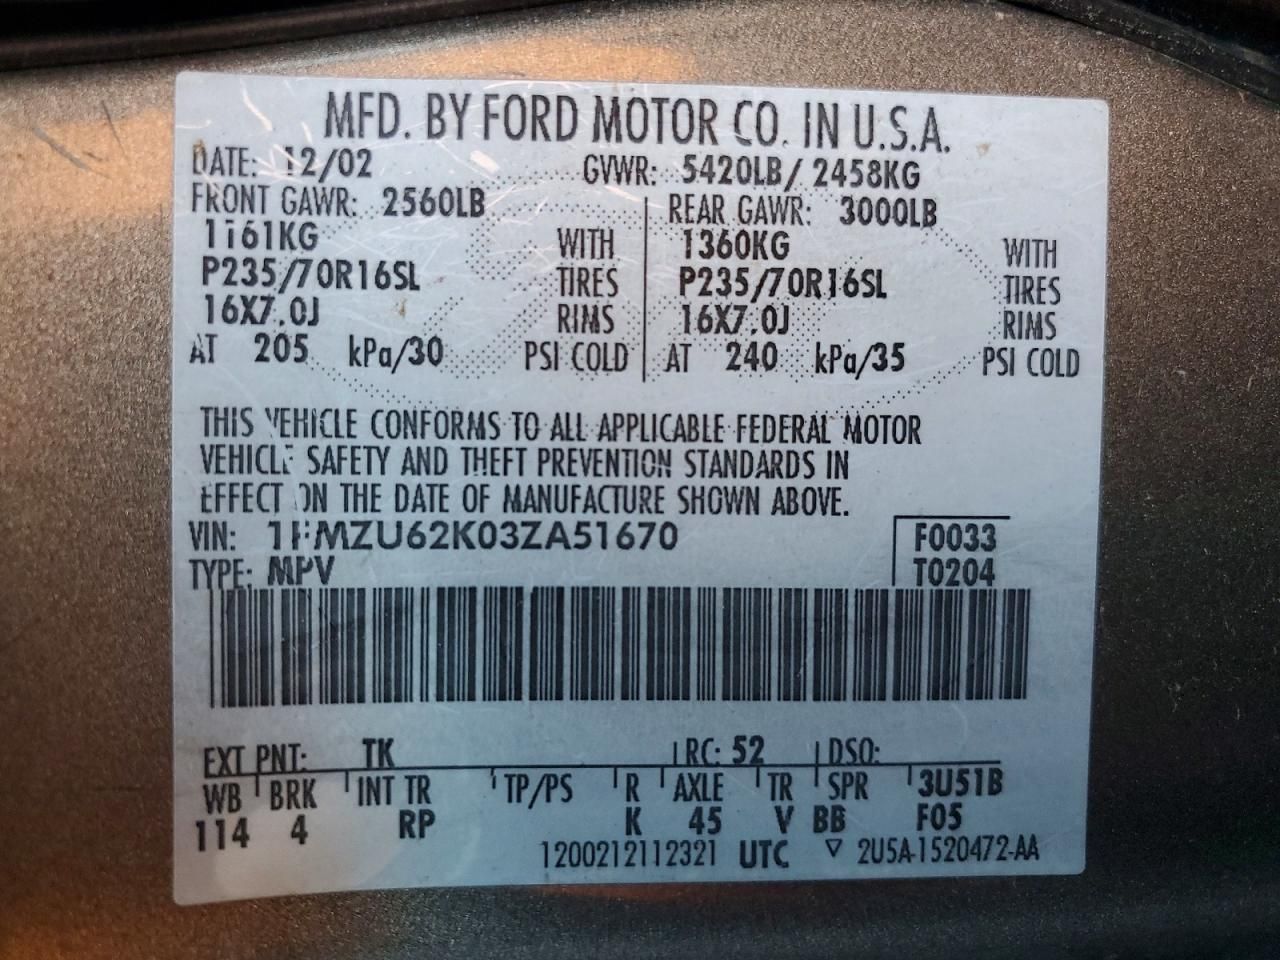 MFD. BY FORD MOTOR CO. IN U.S.A.
DATE: 12/02 GVWR: 5420LB/ 2458KG
FRONT GAWR: 2560LB REAR GAWR: 3000LB
1161KG WITH 1360KG WITH
P235/70R16SL TIRES P235/70R16SL TIRES
16X7.0J RIMS 16X7.0J RIMS
AT 205 kPa/30 PSI COLD AT 240 kPa/35 PSI COLD
THIS VEHICLE CONFORMS TO ALL APPLICABLE FEDERAL MOTOR
VEHICLE SAFETY AND THEFT PREVENTION STANDARDS IN
EFFECT ON THE DATE OF MANUFACTURE SHOWN ABOVE.
VIN: 1FMZU62K03ZA51670 F0033
TYPE: MPV T0204
EXT PNT: TK RC: 52 DSO:
WB BRK INT TR TP/PS R AXLE TR SPR 3U51B
114 4 RP K 45 V BB F05
1200212112321 UTC ▽ 2U5A-1520472-AA